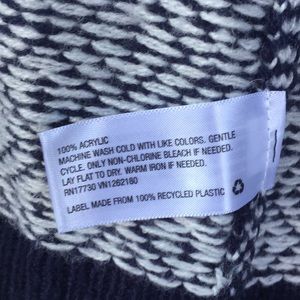 100% ACRYLIC
MACHINE WASH COLD WITH LIKE COLORS. GENTLE
CYCLE. ONLY NON-CHLORINE BLEACH IF NEEDED.
LAY FLAT TO DRY. WARM IRON IF NEEDED.
RN17730 VN1262180
LABEL MADE FROM 100% RECYCLED PLASTIC